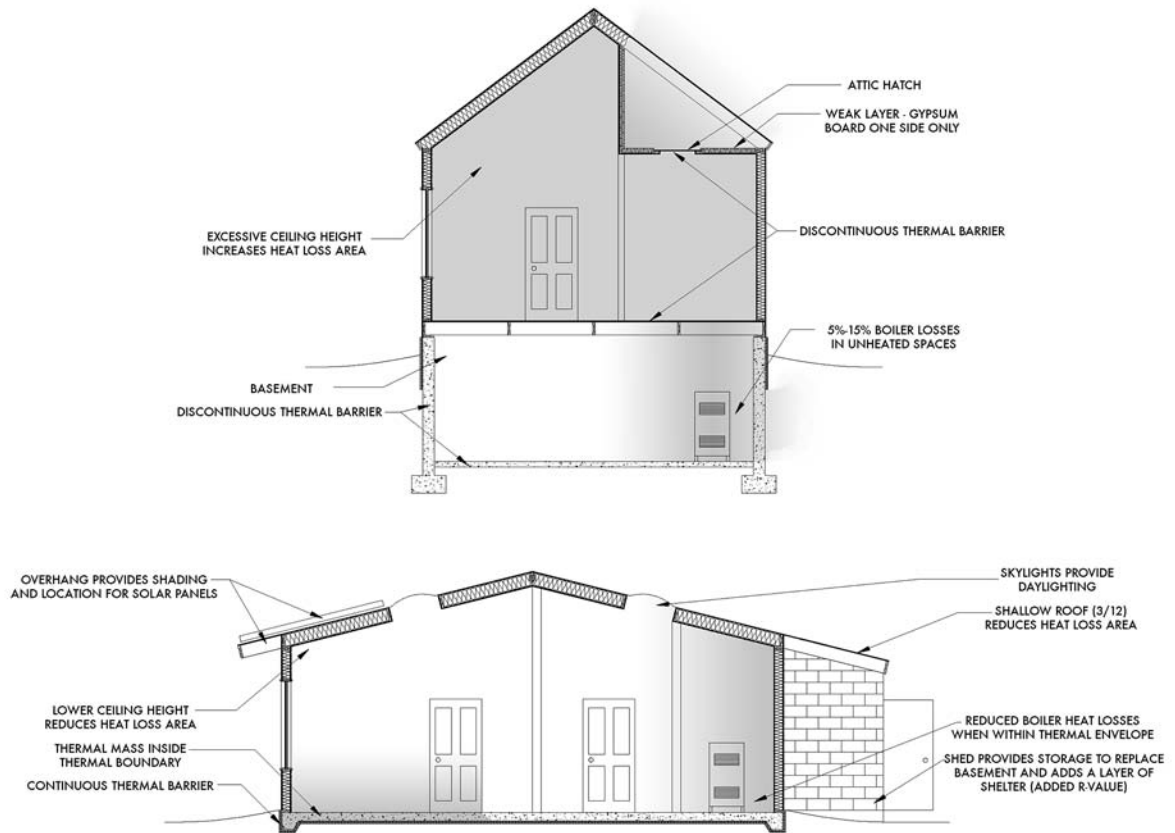 ATTIC HATCH
WEAK LAYER - GYPSUM
BOARD ONE SIDE ONLY
EXCESSIVE CEILING HEIGHT
INCREASES HEAT LOSS AREA
DISCONTINUOUS THERMAL BARRIER
5%-15% BOILER LOSSES
IN UNHEATED SPACES
BASEMENT
DISCONTINUOUS THERMAL BARRIER
OVERHANG PROVIDES SHADING
AND LOCATION FOR SOLAR PANELS
SKYLIGHTS PROVIDE
DAYLIGHTING
SHALLOW ROOF (3/12)
REDUCES HEAT LOSS AREA
LOWER CEILING HEIGHT
REDUCES HEAT LOSS AREA
THERMAL MASS INSIDE
THERMAL BOUNDARY
CONTINUOUS THERMAL BARRIER
REDUCED BOILER HEAT LOSSES
WHEN WITHIN THERMAL ENVELOPE
SHED PROVIDES STORAGE TO REPLACE
BASEMENT AND ADDS A LAYER OF
SHELTER (ADDED R-VALUE)